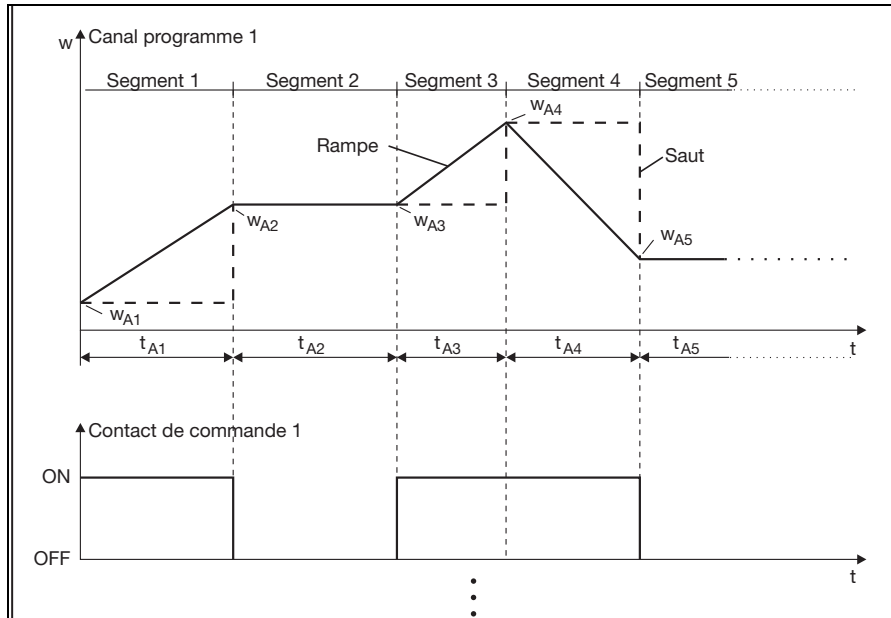 w Canal programme 1
Segment 1 Segment 2 Segment 3 Segment 4 Segment 5
wA4
Rampe
Saut
wA2
wA3
wA5
wA1
tA1 tA2 tA3 tA4 tA5 t
Contact de commande 1
ON
OFF
t